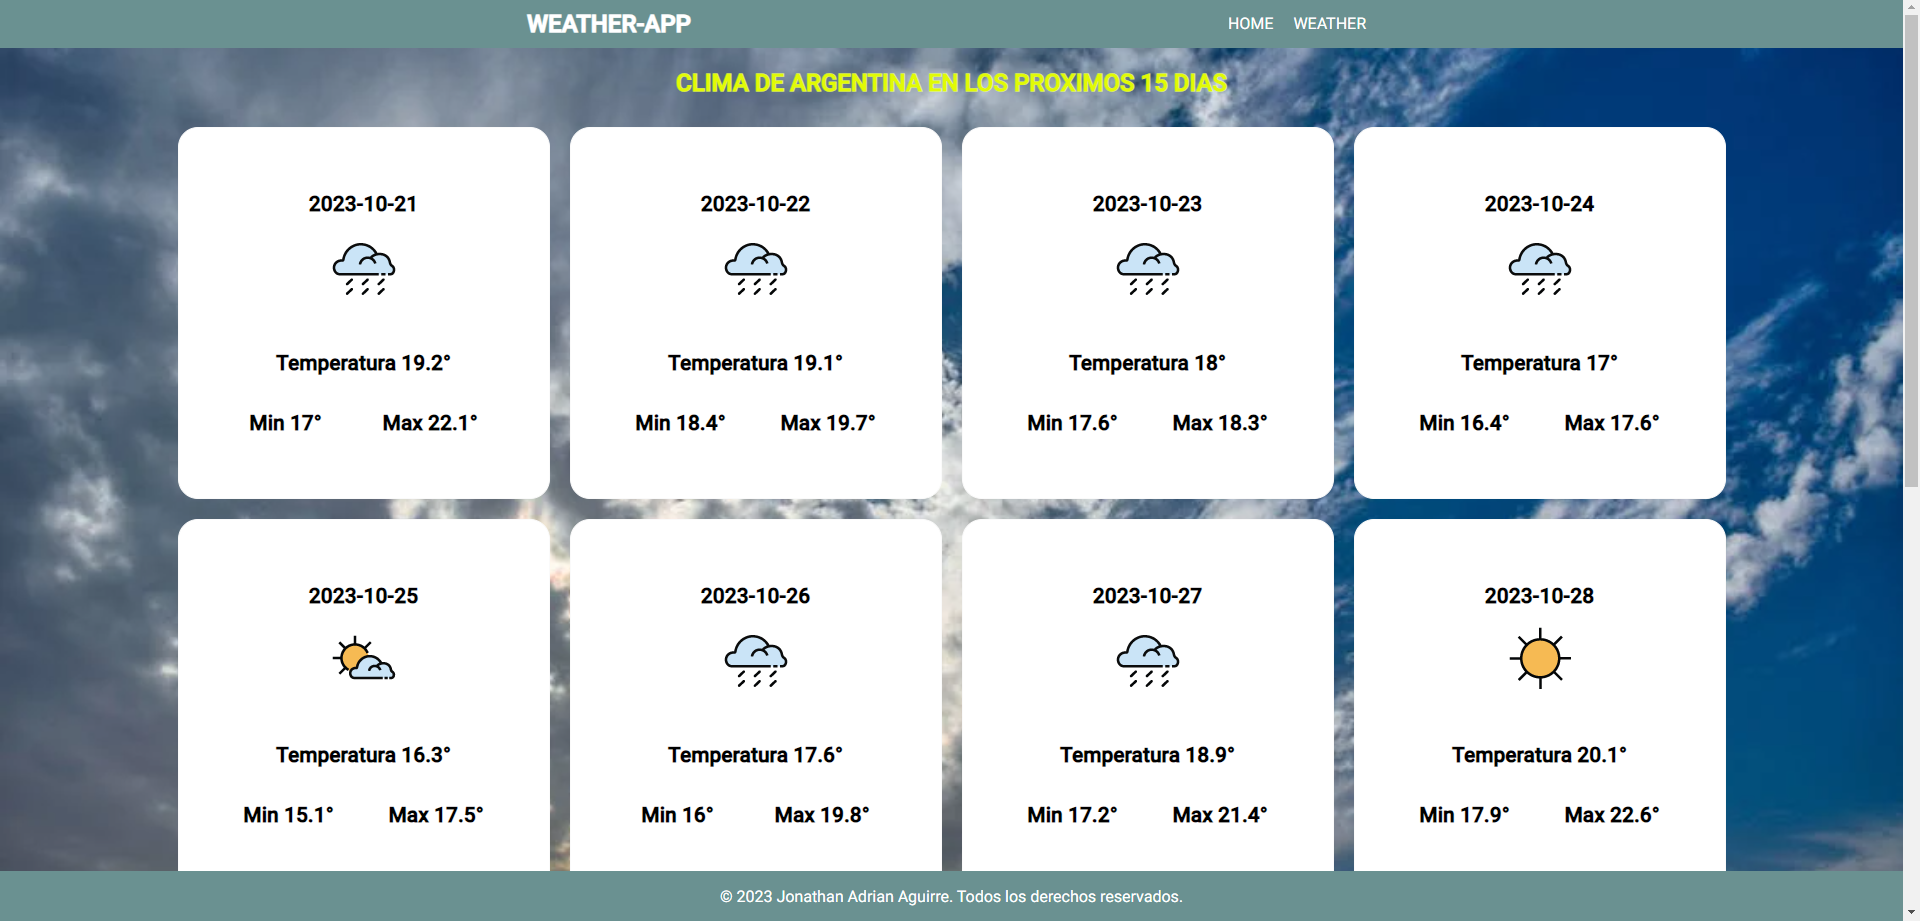 WEATHER-APP HOME WEATHER
CLIMA DE ARGENTINA EN LOS PROXIMOS 15 DIAS
2023-10-21
Temperatura 19.2°
Min 17° Max 22.1°
2023-10-22
Temperatura 19.1°
Min 18.4° Max 19.7°
2023-10-23
Temperatura 18°
Min 17.6° Max 18.3°
2023-10-24
Temperatura 17°
Min 16.4° Max 17.6°
2023-10-25
Temperatura 16.3°
Min 15.1° Max 17.5°
2023-10-26
Temperatura 17.6°
Min 16° Max 19.8°
2023-10-27
Temperatura 18.9°
Min 17.2° Max 21.4°
2023-10-28
Temperatura 20.1°
Min 17.9° Max 22.6°
© 2023 Jonathan Adrian Aguirre. Todos los derechos reservados.